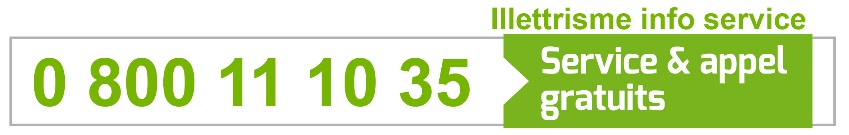 Illettrisme info service
0 800 11 10 35
Service & appel
gratuits